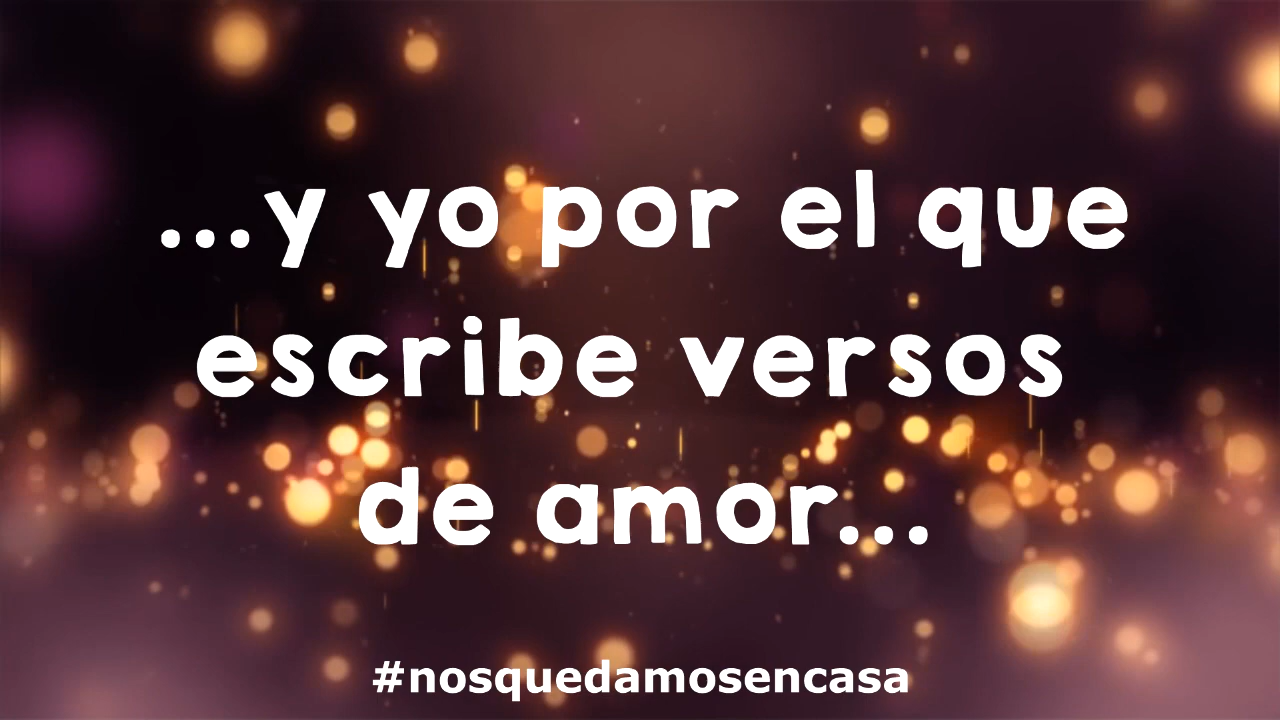 ...y yo por el que
escribe versos
de amor...
#nosquedamosencasa